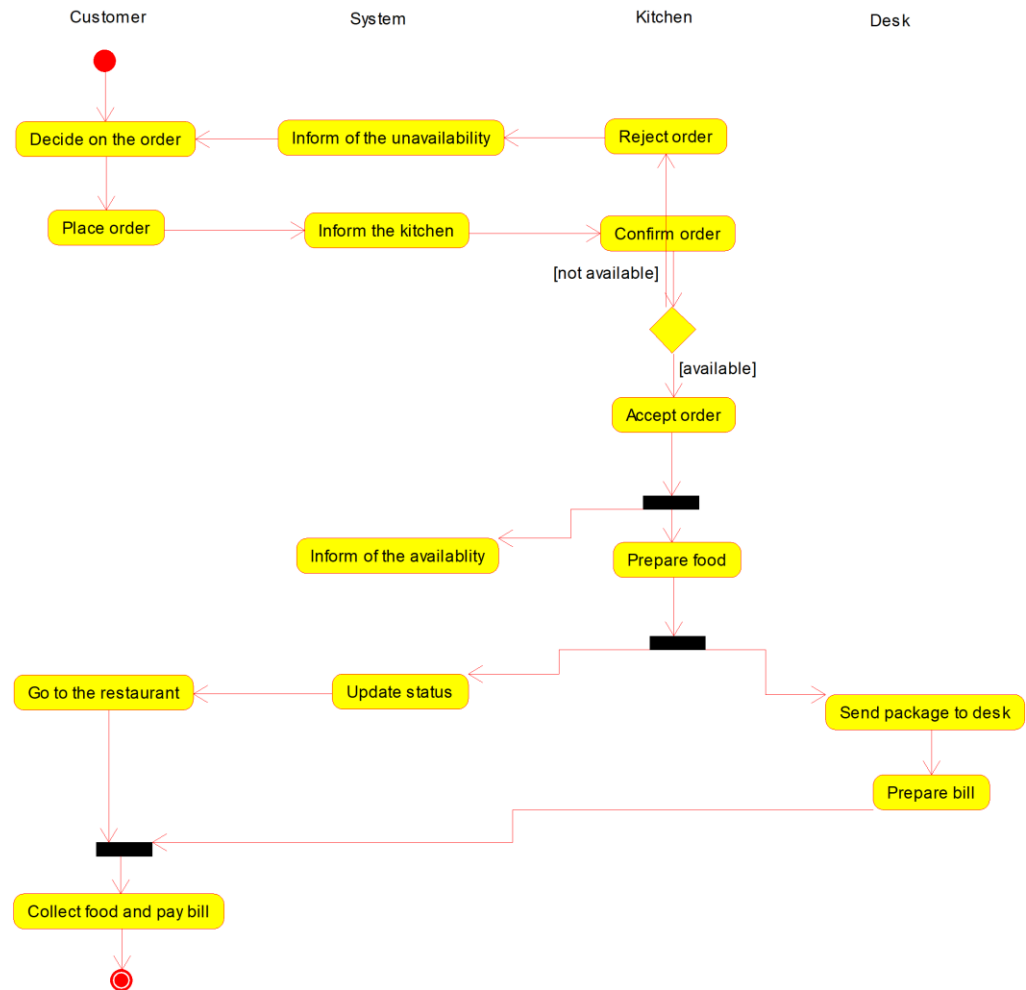 Customer
System
Kitchen
Desk
Decide on the order
Inform of the unavailability
Reject order
Place order
Inform the kitchen
Confirm order
[not available]
[available]
Accept order
Inform of the availablity
Prepare food
Go to the restaurant
Update status
Send package to desk
Prepare bill
Collect food and pay bill